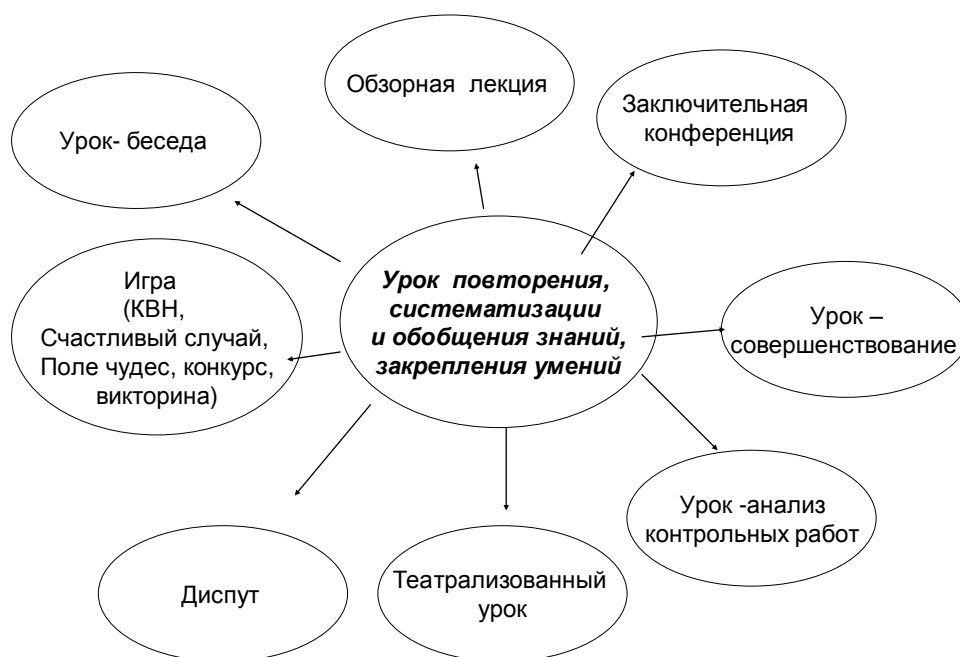 Обзорная лекция
Заключительная
конференция
Урок- беседа
Урок повторения,
систематизации
и обобщения знаний,
закрепления умений
Игра
(КВН,
Счастливый случай,
Поле чудес, конкурс,
викторина)
Урок –
совершенствование
Урок -анализ
контрольных работ
Театрализованный
урок
Диспут